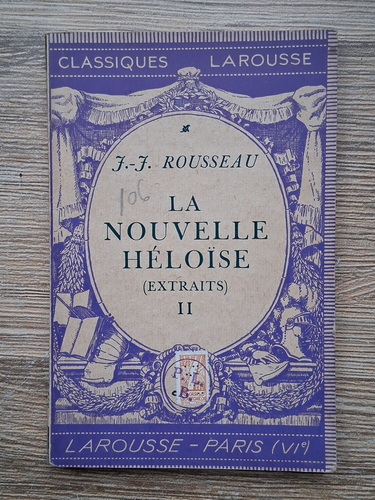 CLASSIQUES LAROUSSE
J.-J. ROUSSEAU
106
LA
NOUVELLE
HÉLOÏSE
(EXTRAITS)
II
LAROUSSE - PARIS (VIe)